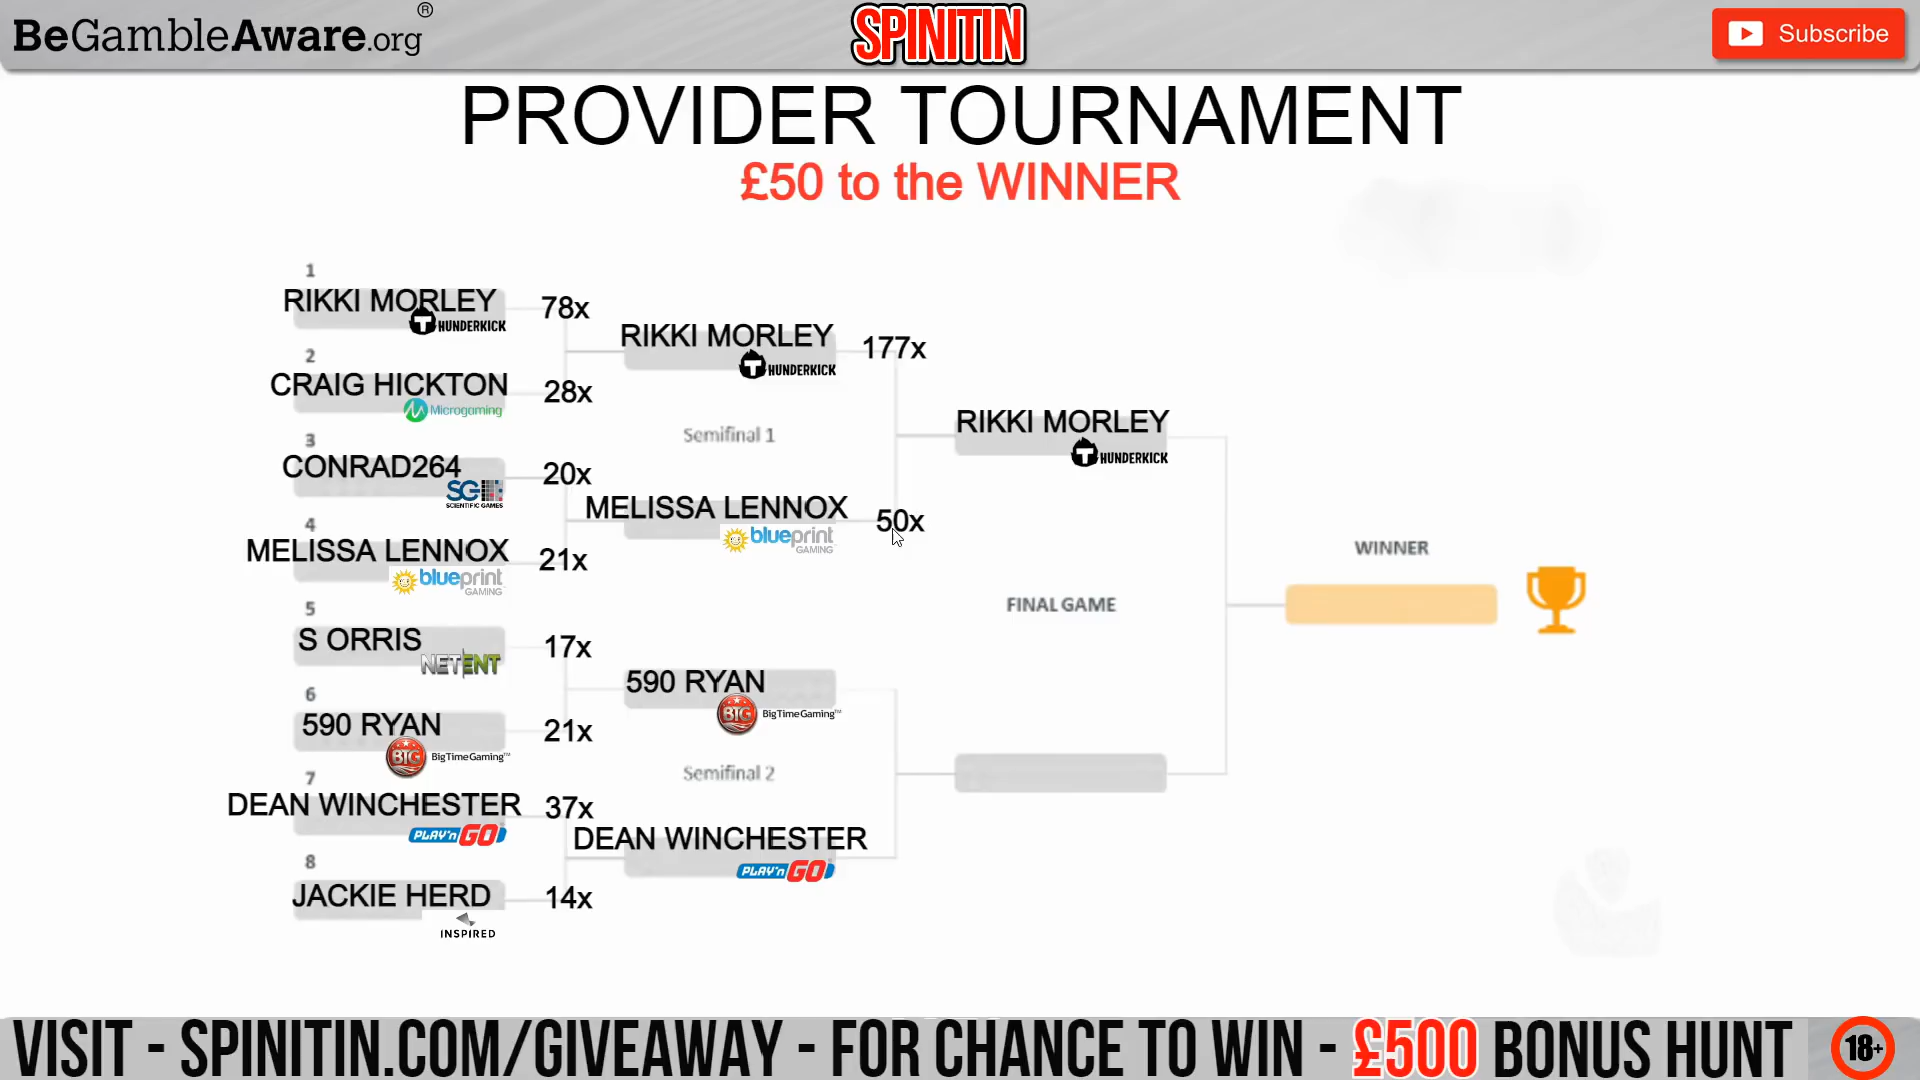 BeGambleAware.org®
SPINITIN
Subscribe
PROVIDER TOURNAMENT
£50 to the WINNER
1
RIKKI MORLEY 78x
THUNDERKICK
2
CRAIG HICKTON 28x
Microgaming
3
CONRAD264 20x
SG
SCIENTIFIC GAMES
4
MELISSA LENNOX 21x
blueprint
GAMING
5
S ORRIS 17x
NETENT
6
590 RYAN 21x
BIG BigTimeGaming™
7
DEAN WINCHESTER 37x
PLAY'n GO
8
JACKIE HERD 14x
INSPIRED
RIKKI MORLEY 177x
THUNDERKICK
Semifinal 1
MELISSA LENNOX 50x
blueprint
GAMING
590 RYAN
BIG BigTimeGaming™
Semifinal 2
DEAN WINCHESTER
PLAY'n GO
RIKKI MORLEY
THUNDERKICK
FINAL GAME
WINNER
VISIT - SPINITIN.COM/GIVEAWAY - FOR CHANCE TO WIN - £500 BONUS HUNT
18+